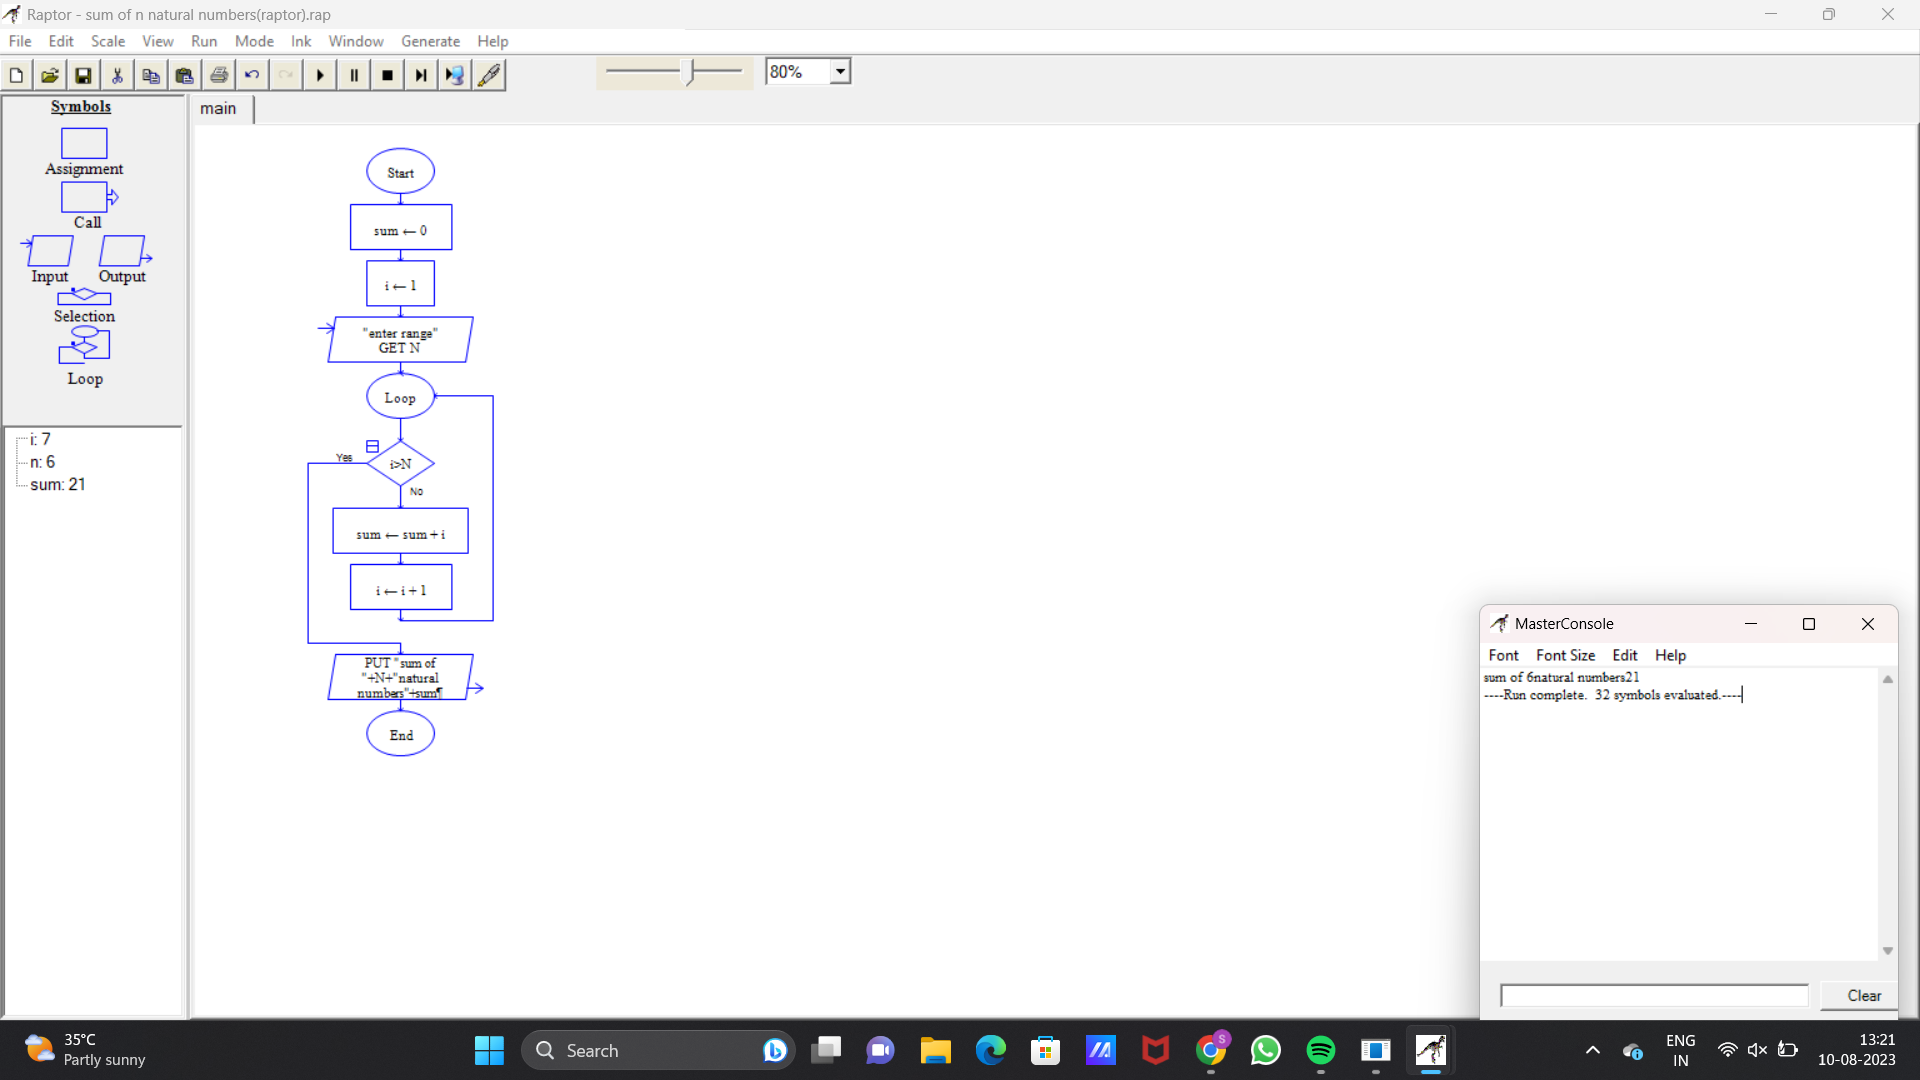 Raptor - sum of n natural numbers(raptor).rap
File Edit Scale View Run Mode Ink Window Generate Help
80%
Symbols
Assignment
Call
Input Output
Selection
Loop
i: 7
n: 6
sum: 21
main
Start
sum ← 0
i ← 1
"enter range"
GET N
Loop
Yes
i>N
No
sum ← sum + i
i ← i + 1
PUT "sum of
"+N+"natural
numbers"+sum¶
End
MasterConsole
Font Font Size Edit Help
sum of 6natural numbers21
----Run complete.  32 symbols evaluated.----
Clear
35°C
Partly sunny
Search
S
ENG
IN
13:21
10-08-2023